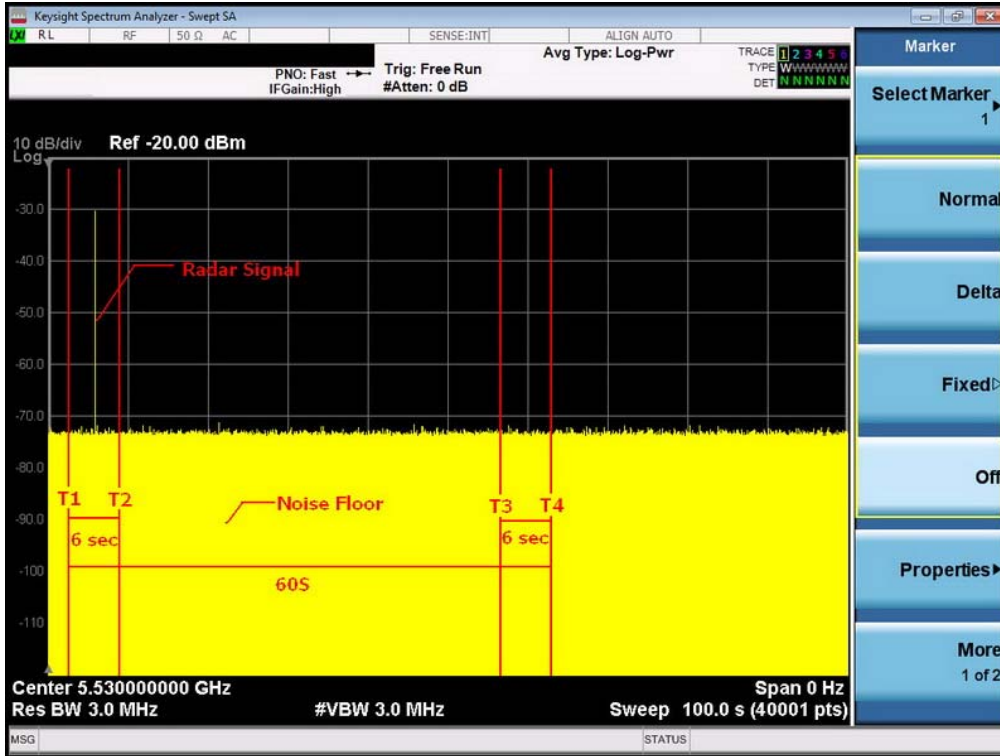 Keysight Spectrum Analyzer - Swept SA
LXI RL RF 50 Ω AC SENSE:INT ALIGN AUTO
Avg Type: Log-Pwr
PNO: Fast
IFGain:High
Trig: Free Run
#Atten: 0 dB
TRACE 1 2 3 4 5 6
TYPE WWWWWW
DET N N N N N N
10 dB/div
Log
Ref -20.00 dBm
-30.0
-40.0
-50.0
-60.0
-70.0
-80.0
-90.0
-100
-110
Radar Signal
T1 T2
6 sec
Noise Floor
T3 T4
6 sec
60S
Center 5.530000000 GHz
Span 0 Hz
Res BW 3.0 MHz
#VBW 3.0 MHz
Sweep 100.0 s (40001 pts)
MSG
STATUS
Marker
Select Marker
1
Normal
Delta
Fixed
Off
Properties
More
1 of 2